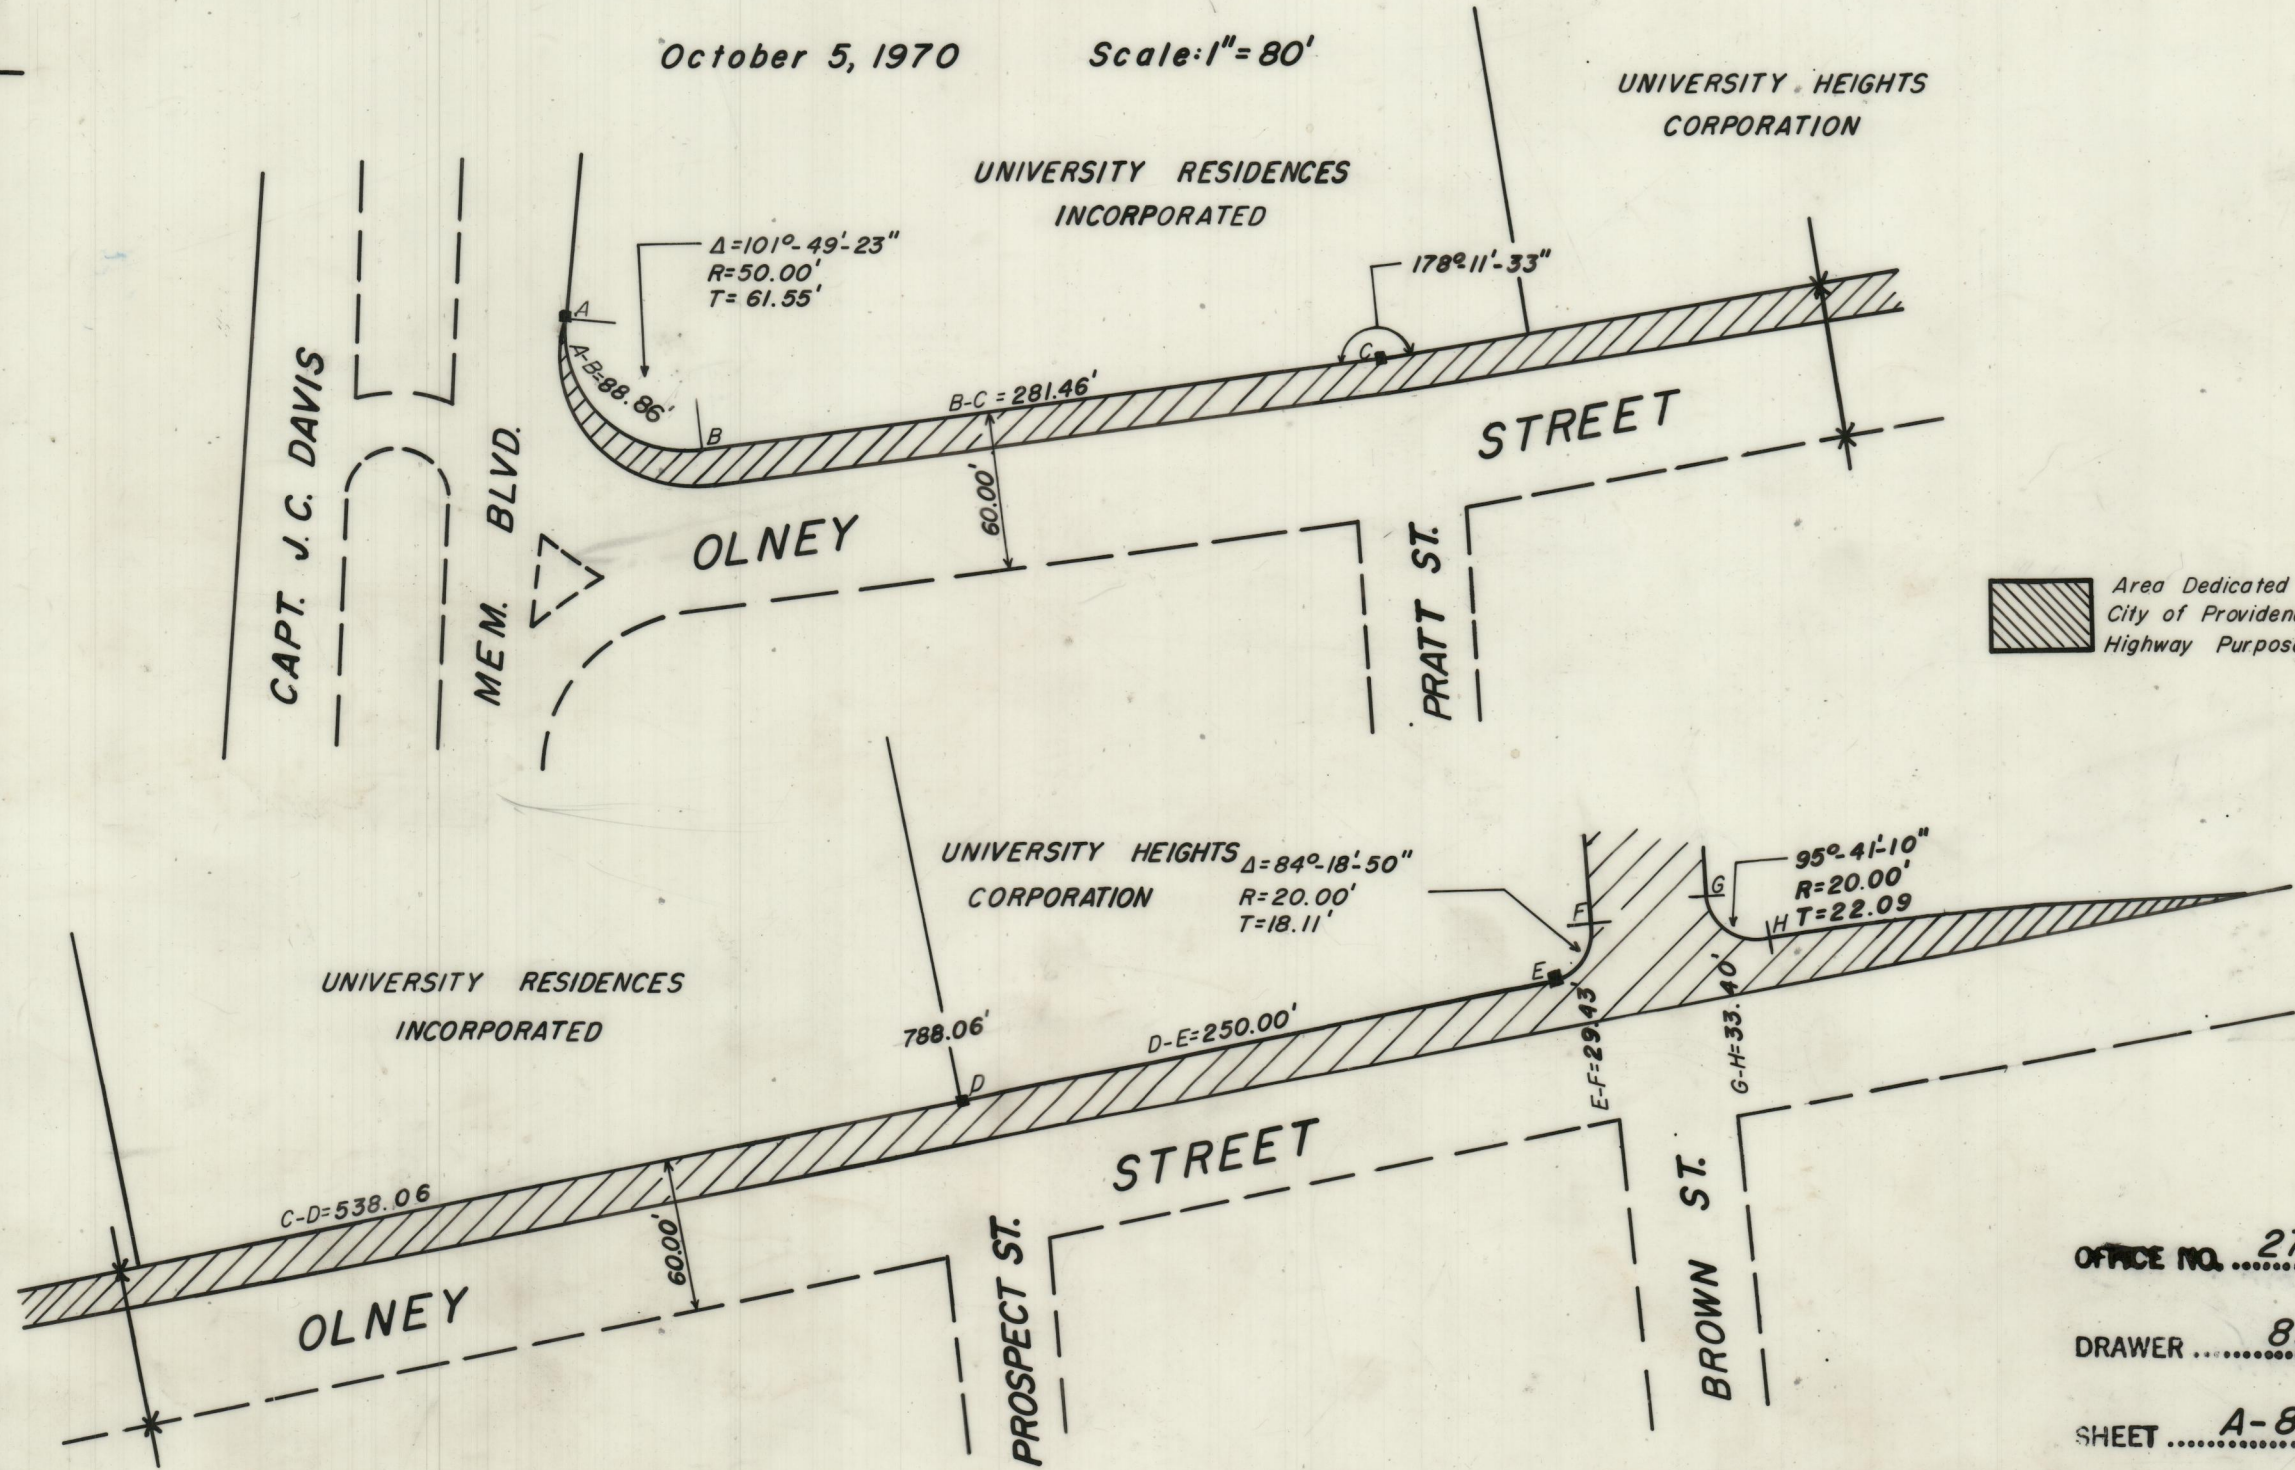 October 5, 1970
Scale:1"=80'
UNIVERSITY HEIGHTS
CORPORATION
UNIVERSITY RESIDENCES
INCORPORATED
Δ=101°-49'-23"
R=50.00'
T=61.55'
178°-11'-33"
A
A-B=88.86'
B
B-C = 281.46'
C
60.00'
CAPT. J. C. DAVIS
MEM. BLVD.
OLNEY
STREET
PRATT ST.
Area Dedicated
City of
Highway
UNIVERSITY HEIGHTS
CORPORATION
Δ=84°-18'-50"
R=20.00'
T=18.11'
95°-41'-10"
R=20.00'
T=22.09
F
G
H
E
UNIVERSITY RESIDENCES
INCORPORATED
788.06'
D
D-E=250.00'
E-F=29.43'
G-H=33.40'
C-D=538.06
60.00'
OLNEY
STREET
PROSPECT ST.
BROWN ST.
OFFICE NO.
DRAWER
SHEET